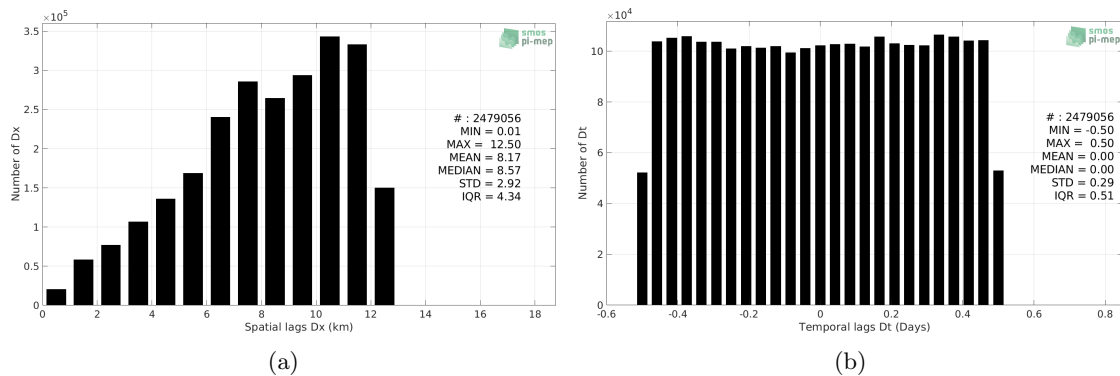 ×10⁵
3.5
3
2.5
2
1.5
1
0.5
0
0 2 4 6 8 10 12 14 16 18
Number of Dx
Spatial lags Dx (km)
smos
pi-mep
# : 2479056
MIN = 0.01
MAX = 12.50
MEAN = 8.17
MEDIAN = 8.57
STD = 2.92
IQR = 4.34
(a)
×10⁴
10
8
6
4
2
0
-0.6 -0.4 -0.2 0 0.2 0.4 0.6 0.8
Number of Dt
Temporal lags Dt (Days)
smos
pi-mep
# : 2479056
MIN = -0.50
MAX = 0.50
MEAN = 0.00
MEDIAN = 0.00
STD = 0.29
IQR = 0.51
(b)